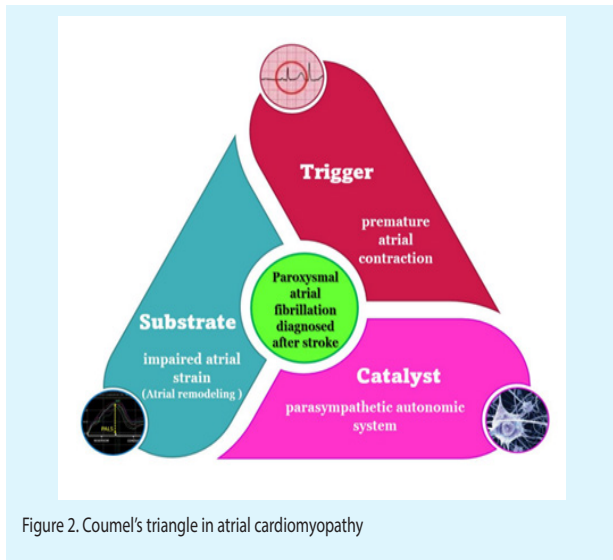 Trigger
premature
atrial
contraction
Paroxysmal
atrial
fibrillation
diagnosed
after stroke
Substrate
impaired atrial
strain
(Atrial remodeling )
PALS
Catalyst
parasympathetic autonomic
system
Figure 2. Coumel's triangle in atrial cardiomyopathy